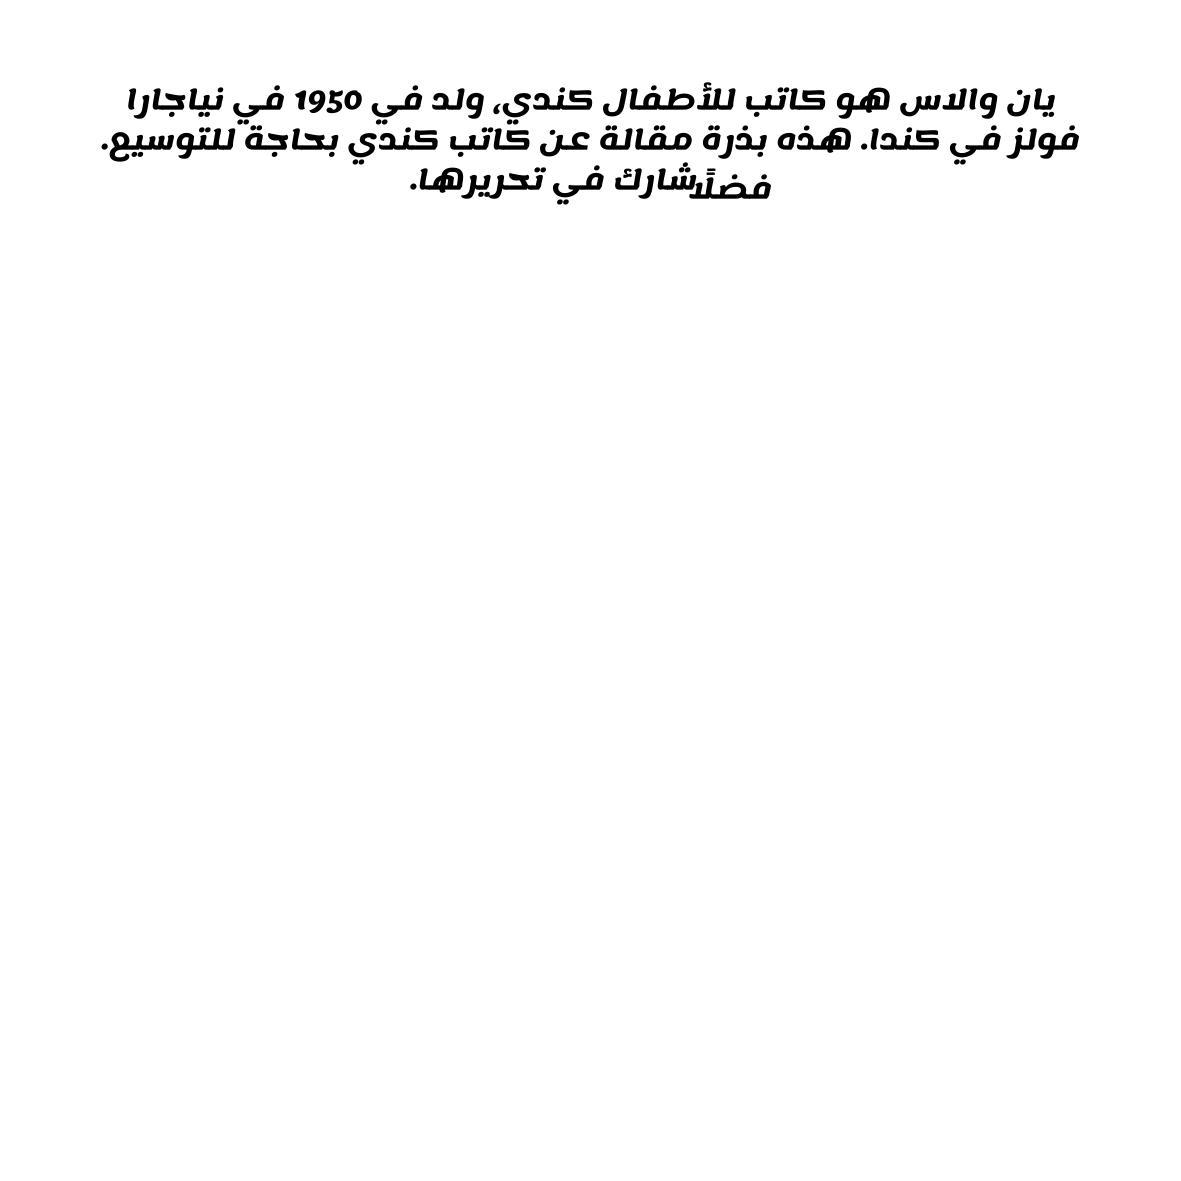 يان والاس هو كاتب للأطفال كندي، ولد في 1950 في نياجارا
فولز في كندا. هذه بذرة مقالة عن كاتب كندي بحاجة للتوسيع.
فضلًا شارك في تحريرها.